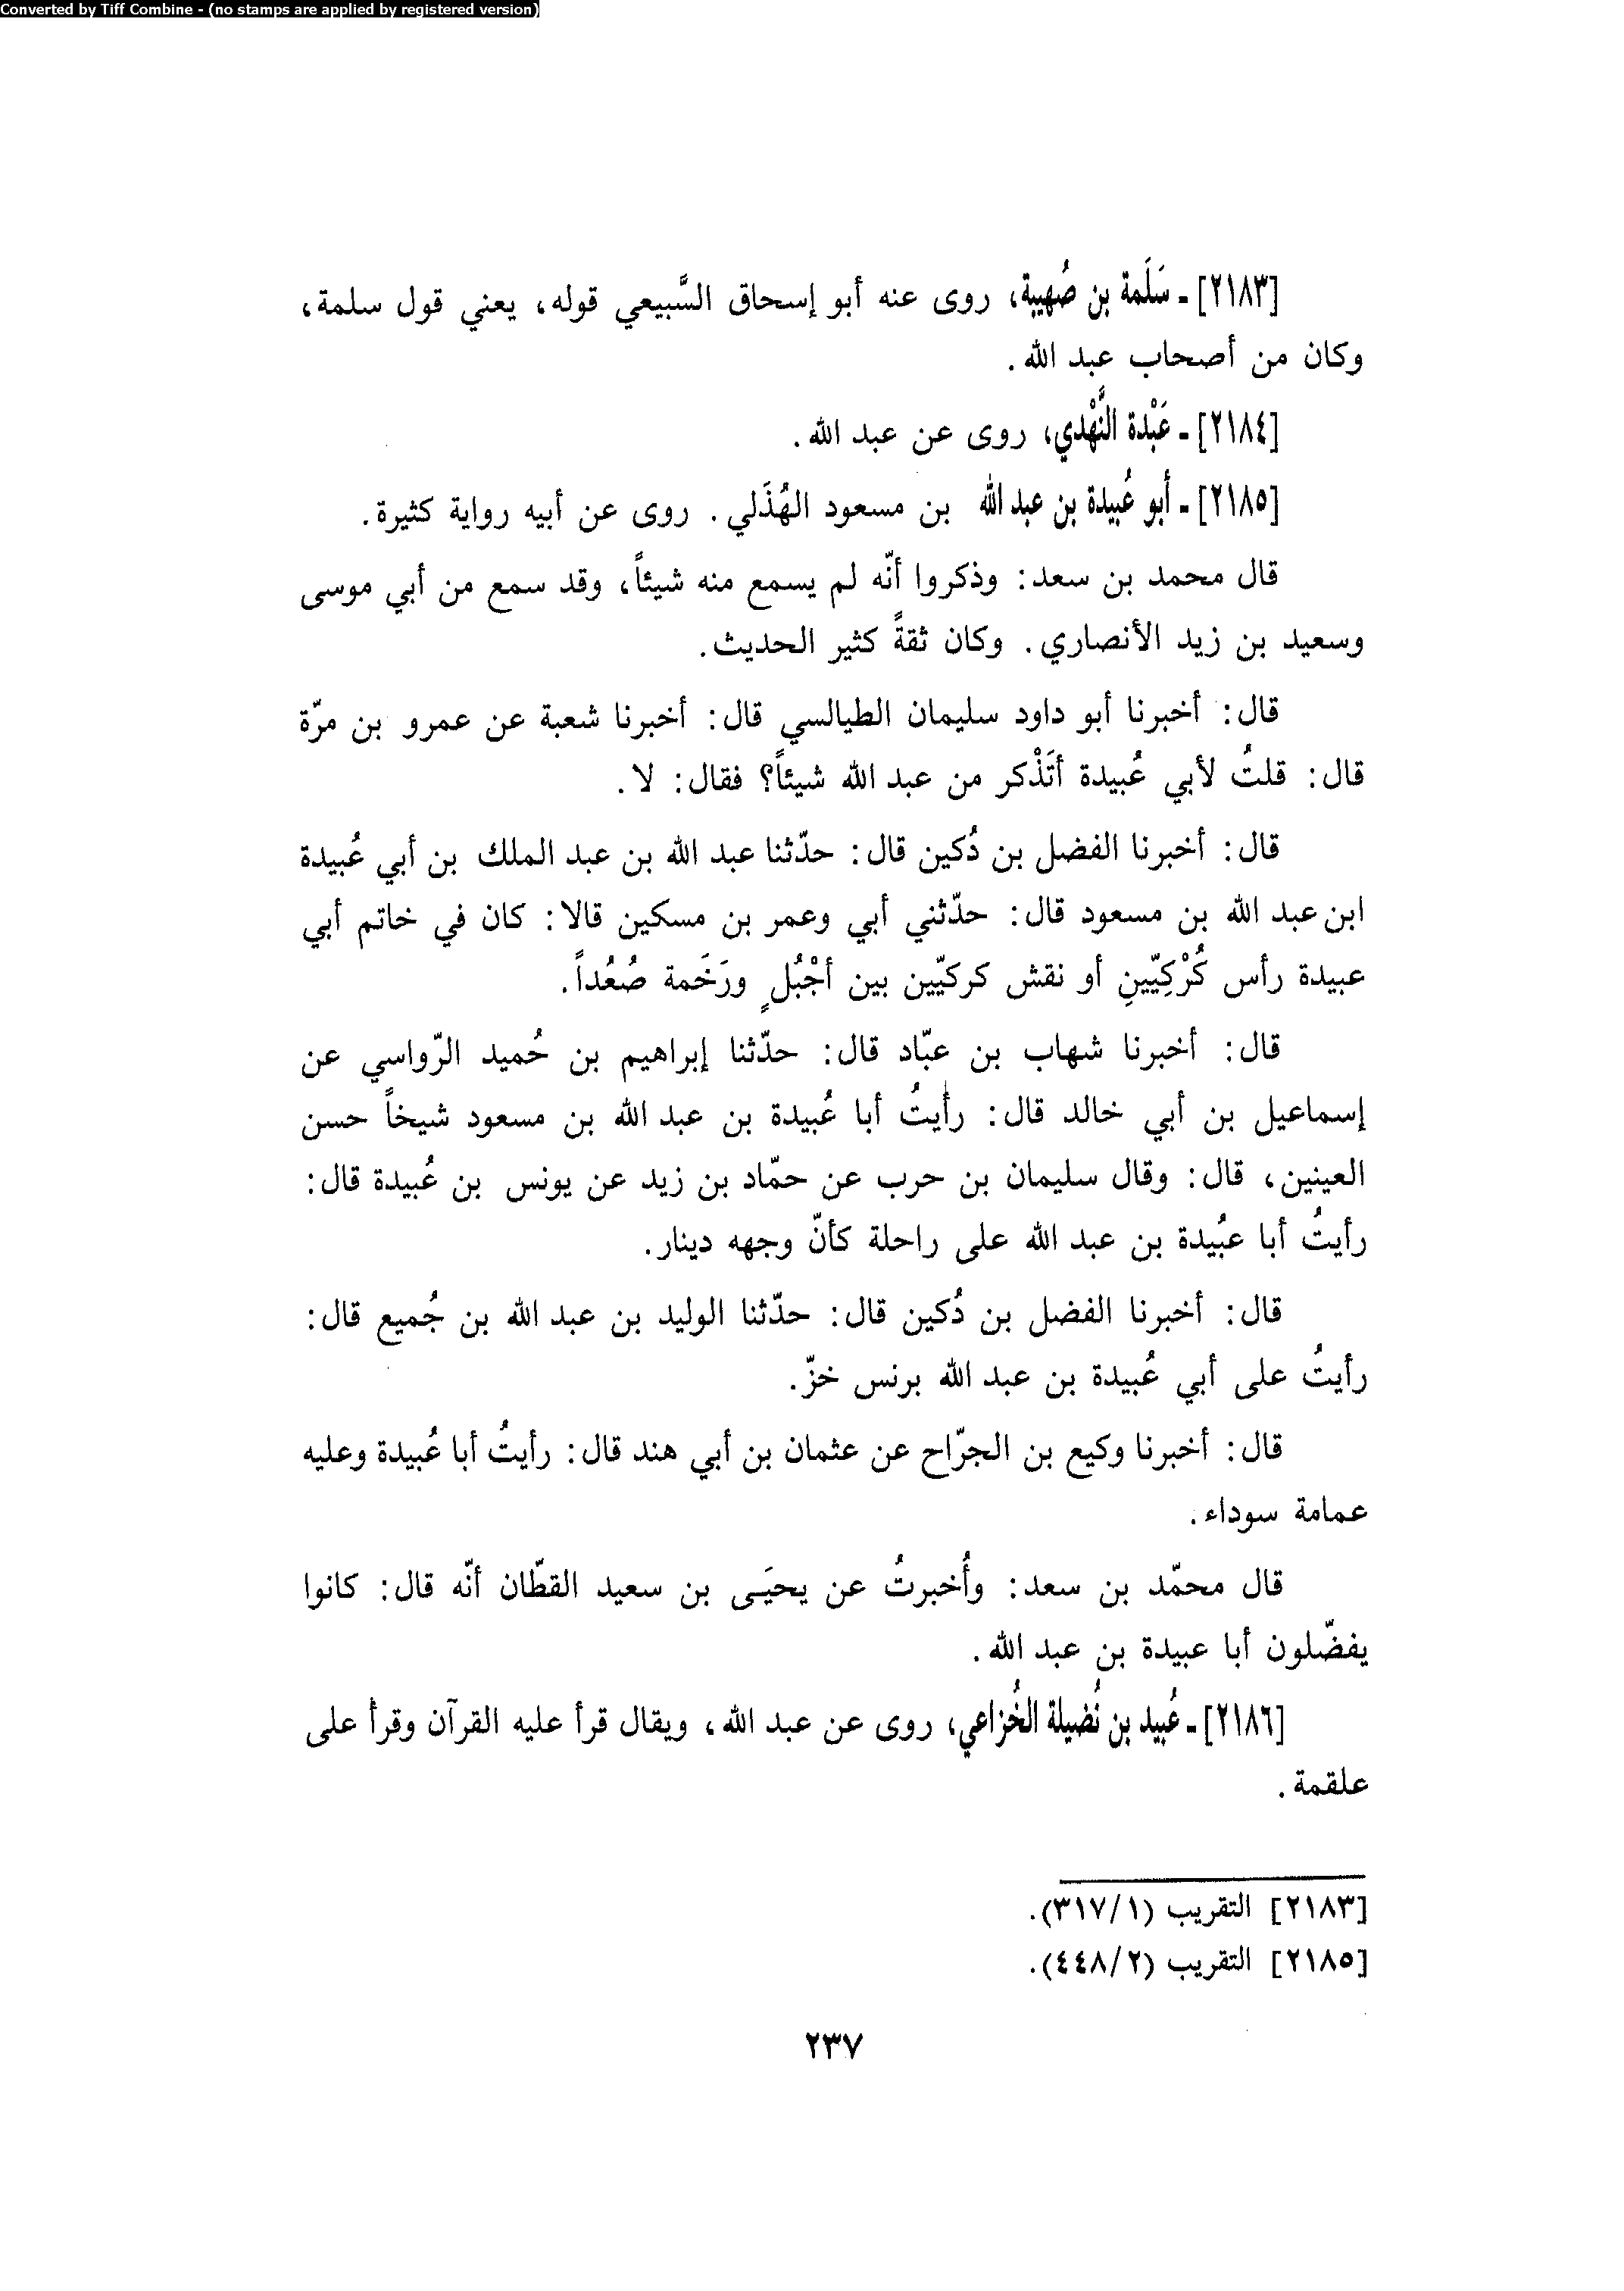 Converted by Tiff Combine - (no stamps are applied by registered version)
[٢١٨٣] - سَلَمة بن صُهيبة، روى عنه أبو إسحاق السَّبيعي قوله، يعني قول سلمة،
وكان من أصحاب عبد الله.
[٢١٨٤] - عَبْدة النَّهْدي، روى عن عبد الله.
[٢١٨٥] - أبو عُبيدة بن عبد الله بن مسعود الهُذَلي. روى عن أبيه رواية كثيرة.
قال محمد بن سعد: وذكروا أنّه لم يسمع منه شيئاً، وقد سمع من أبي موسى
وسعيد بن زيد الأنصاري. وكان ثقةً كثير الحديث.
قال: أخبرنا أبو داود سليمان الطيالسي قال: أخبرنا شعبة عن عمرو بن مرّة
قال: قلتُ لأبي عُبيدة أتَذْكر من عبد الله شيئاً؟ فقال: لا.
قال: أخبرنا الفضل بن دُكين قال: حدّثنا عبد الله بن عبد الملك بن أبي عُبيدة
ابن عبد الله بن مسعود قال: حدّثني أبي وعمر بن مسكين قالا: كان في خاتم أبي
عبيدة رأس كُرْكِيّينِ أو نقش كركيّين بين أجْبُلٍ ورَخَمة صُعُداً.
قال: أخبرنا شهاب بن عبّاد قال: حدّثنا إبراهيم بن حُميد الرّواسي عن
إسماعيل بن أبي خالد قال: رأيتُ أبا عُبيدة بن عبد الله بن مسعود شيخاً حسن
العينين، قال: وقال سليمان بن حرب عن حمّاد بن زيد عن يونس بن عُبيدة قال:
رأيتُ أبا عبُيدة بن عبد الله على راحلة كأنّ وجهه دينار.
قال: أخبرنا الفضل بن دُكين قال: حدّثنا الوليد بن عبد الله بن جُميع قال:
رأيتُ على أبي عُبيدة بن عبد الله برنس خزّ.
قال: أخبرنا وكيع بن الجرّاح عن عثمان بن أبي هند قال: رأيتُ أبا عُبيدة وعليه
عمامة سوداء.
قال محمّد بن سعد: وأُخبرتُ عن يحيَى بن سعيد القطّان أنّه قال: كانوا
يفضّلون أبا عبيدة بن عبد الله.
[٢١٨٦] - عُبيد بن نُضيلة الخُزاعي، روى عن عبد الله، ويقال قرأ عليه القرآن وقرأ على
علقمة.
[٢١٨٣] التقريب (٣١٧/١).
[٢١٨٥] التقريب (٤٤٨/٢).
٢٣٧